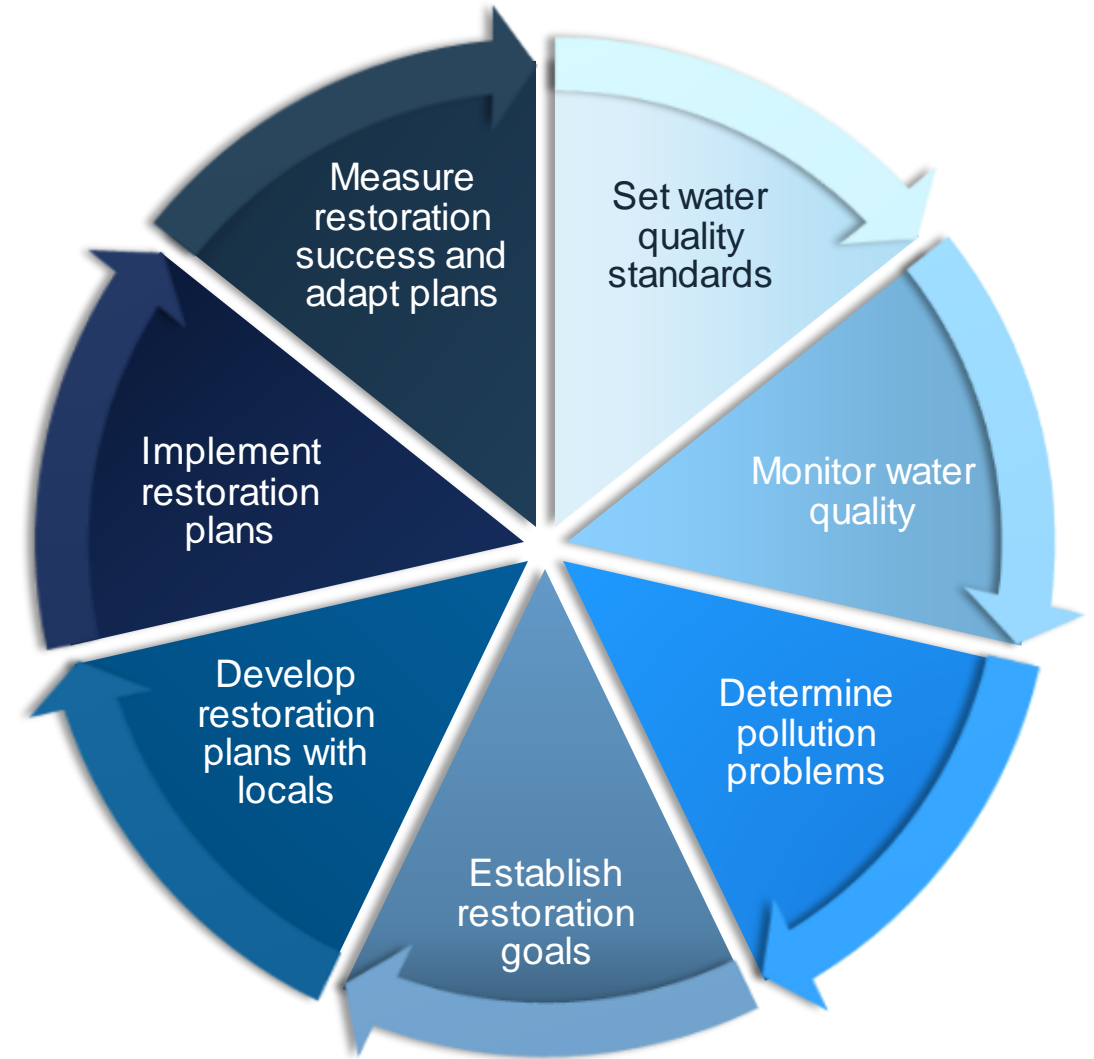 Set water
quality
standards
Monitor water
quality
Determine
pollution
problems
Establish
restoration
goals
Develop
restoration
plans with
locals
Implement
restoration
plans
Measure
restoration
success and
adapt plans